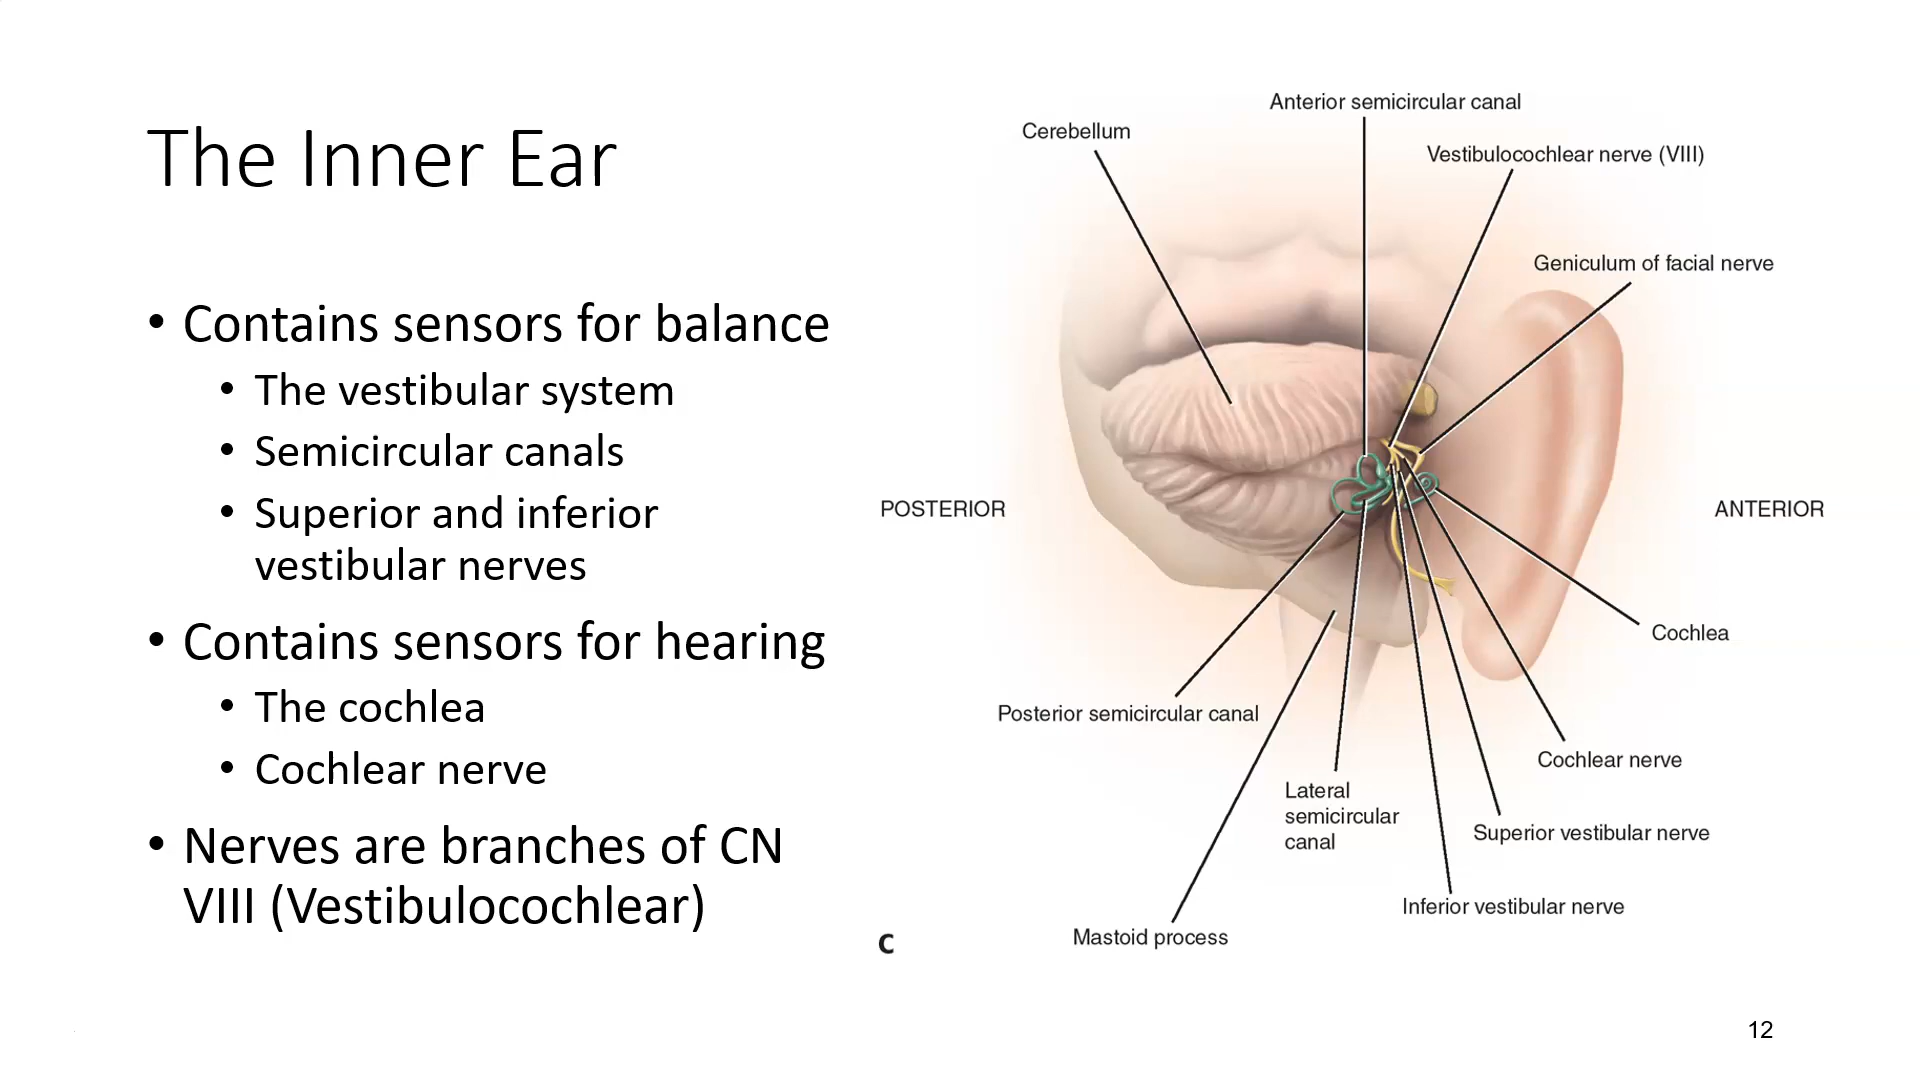 The Inner Ear
• Contains sensors for balance
• The vestibular system
• Semicircular canals
• Superior and inferior
vestibular nerves
• Contains sensors for hearing
• The cochlea
• Cochlear nerve
• Nerves are branches of CN
VIII (Vestibulocochlear)
Anterior semicircular canal
Cerebellum
Vestibulocochlear nerve (VIII)
Geniculum of facial nerve
POSTERIOR
ANTERIOR
Cochlea
Posterior semicircular canal
Cochlear nerve
Lateral
semicircular
canal
Superior vestibular nerve
Inferior vestibular nerve
Mastoid process
C
12